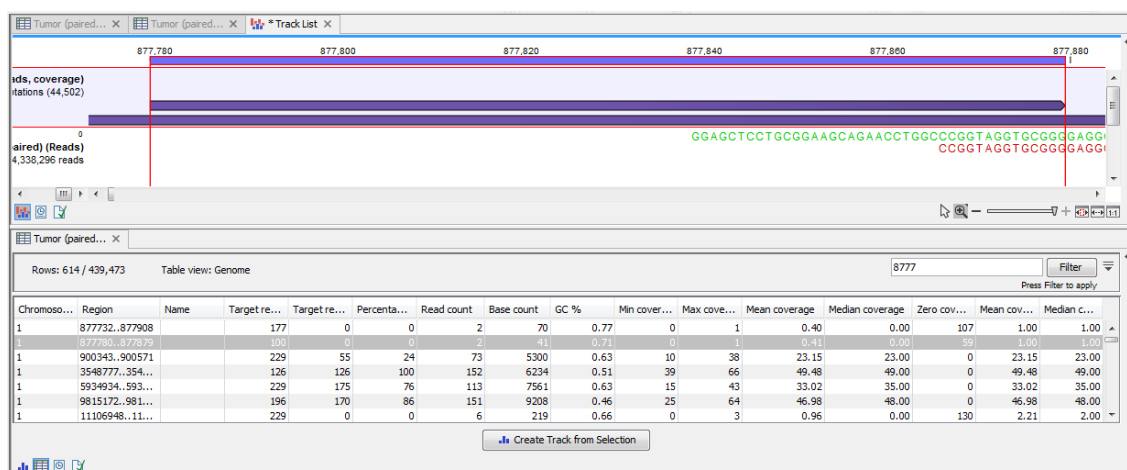 Tumor (paired... Tumor (paired... * Track List
877,780 877,800 877,820 877,840 877,860 877,880
ads, coverage)
tations (44,502)
0
GGAGCTCCTGCGGAAGCAGAACCTGGCCCGGTAGGTGCGGGGAGG
aired) (Reads)
CCGGTAGGTGCGGGGAGG
4,338,296 reads
1:1
Tumor (paired...
Rows: 614 / 439,473 Table view: Genome 8777 Filter
Press Filter to apply
Chromoso... Region Name Target re... Target re... Percenta... Read count Base count GC % Min cover... Max cove... Mean coverage Median coverage Zero cov... Mean cov... Median c...
1 877732..877908 177 0 0 2 70 0.77 0 1 0.40 0.00 107 1.00 1.00
1 877780..877879 100 0 0 2 41 0.71 0 1 0.41 0.00 59 1.00 1.00
1 900343..900571 229 55 24 73 5300 0.63 10 38 23.15 23.00 0 23.15 23.00
1 3548777..354... 126 126 100 152 6234 0.51 39 66 49.48 49.00 0 49.48 49.00
1 5934934..593... 229 175 76 113 7561 0.63 15 43 33.02 35.00 0 33.02 35.00
1 9815172..981... 196 170 86 151 9208 0.46 25 64 46.98 48.00 0 46.98 48.00
1 11106948..11... 229 0 0 6 219 0.66 0 3 0.96 0.00 130 2.21 2.00
Create Track from Selection